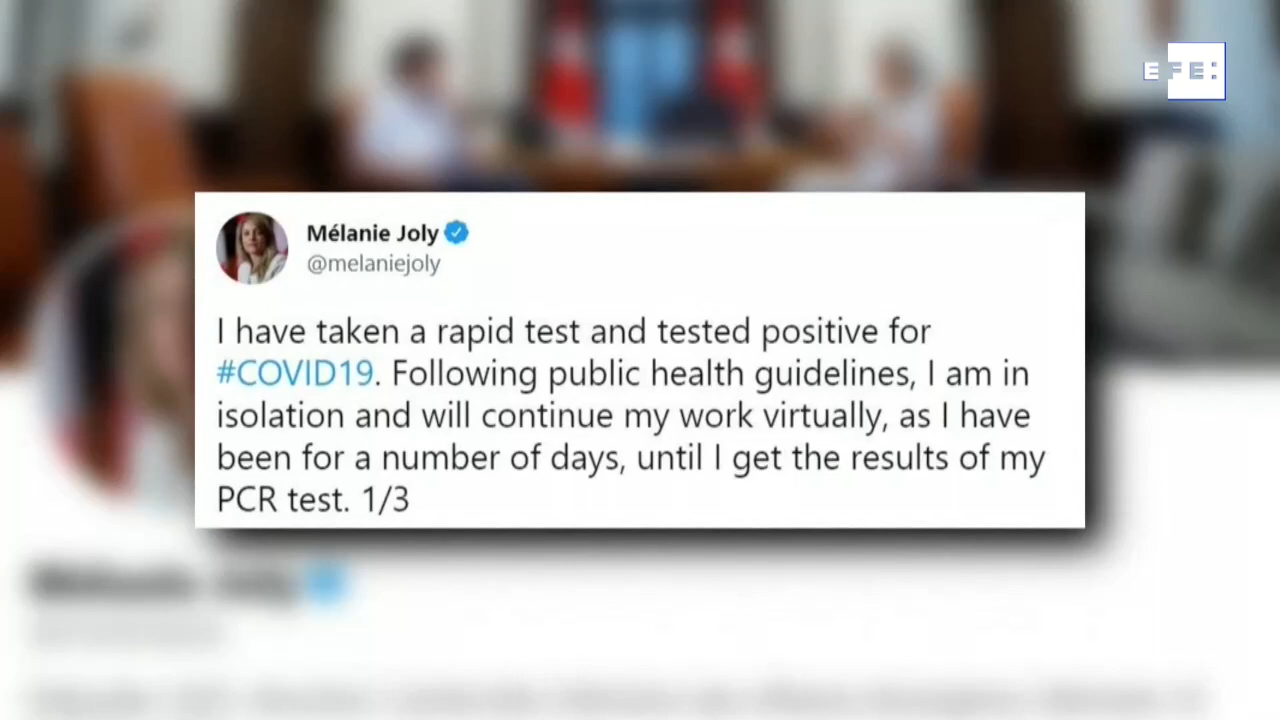 EFE:
Mélanie Joly
@melaniejoly
I have taken a rapid test and tested positive for
#COVID19. Following public health guidelines, I am in
isolation and will continue my work virtually, as I have
been for a number of days, until I get the results of my
PCR test. 1/3